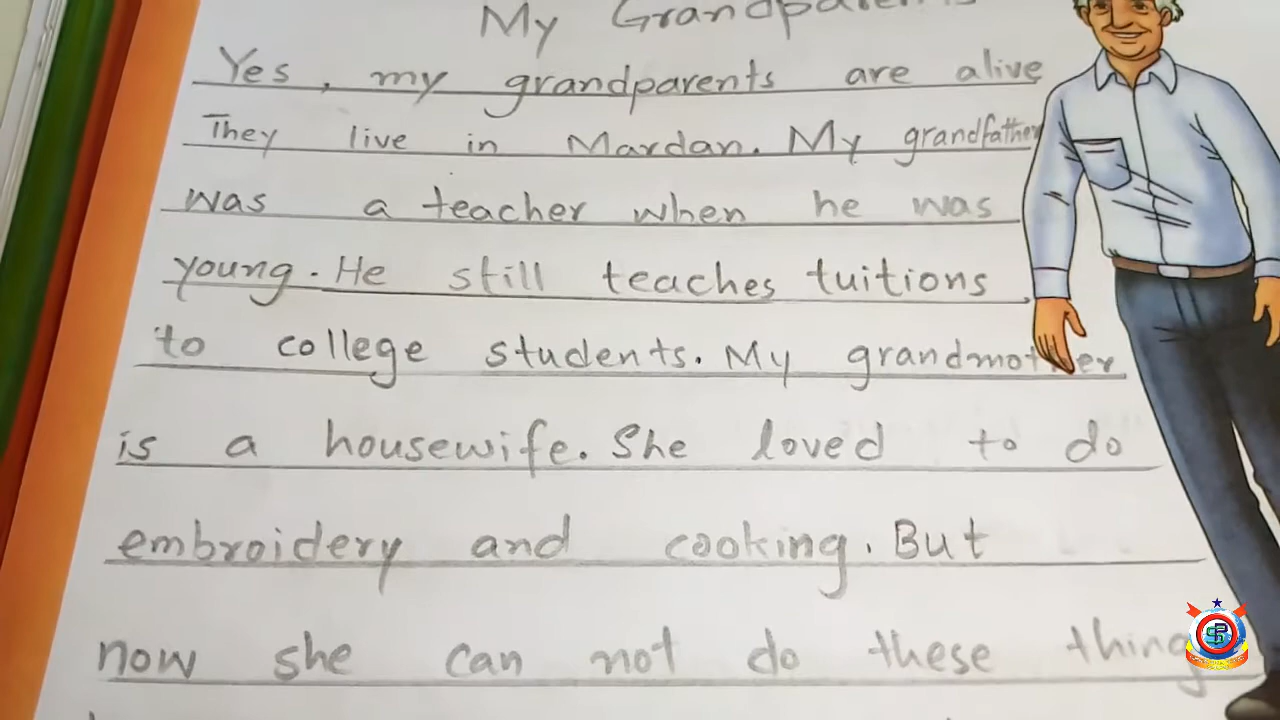 My Grandparents
Yes, my grandparents are alive
They live in Mardan. My grandfather
was a teacher when he was
young. He still teaches tuitions
to college students. My grandmother
is a housewife. She loved to do
embroidery and cooking. But
now she can not do these thing